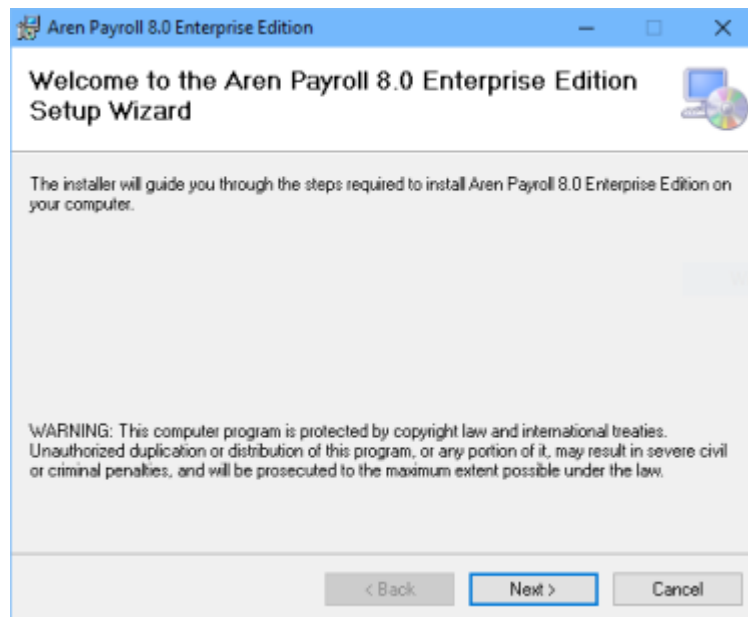 Aren Payroll 8.0 Enterprise Edition
Welcome to the Aren Payroll 8.0 Enterprise Edition
Setup Wizard
The installer will guide you through the steps required to install Aren Payroll 8.0 Enterprise Edition on
your computer.
WARNING: This computer program is protected by copyright law and international treaties.
Unauthorized duplication or distribution of this program, or any portion of it, may result in severe civil
or criminal penalties, and will be prosecuted to the maximum extent possible under the law.
< Back Next > Cancel